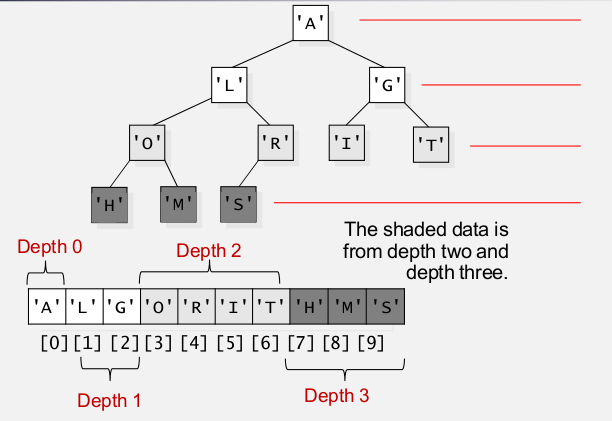 'A'
'L' 'G'
'O' 'R' 'I' 'T'
'H' 'M' 'S'
The shaded data is
from depth two and
depth three.
Depth 0 Depth 2
'A' 'L' 'G' 'O' 'R' 'I' 'T' 'H' 'M' 'S'
[0] [1] [2] [3] [4] [5] [6] [7] [8] [9]
Depth 1 Depth 3